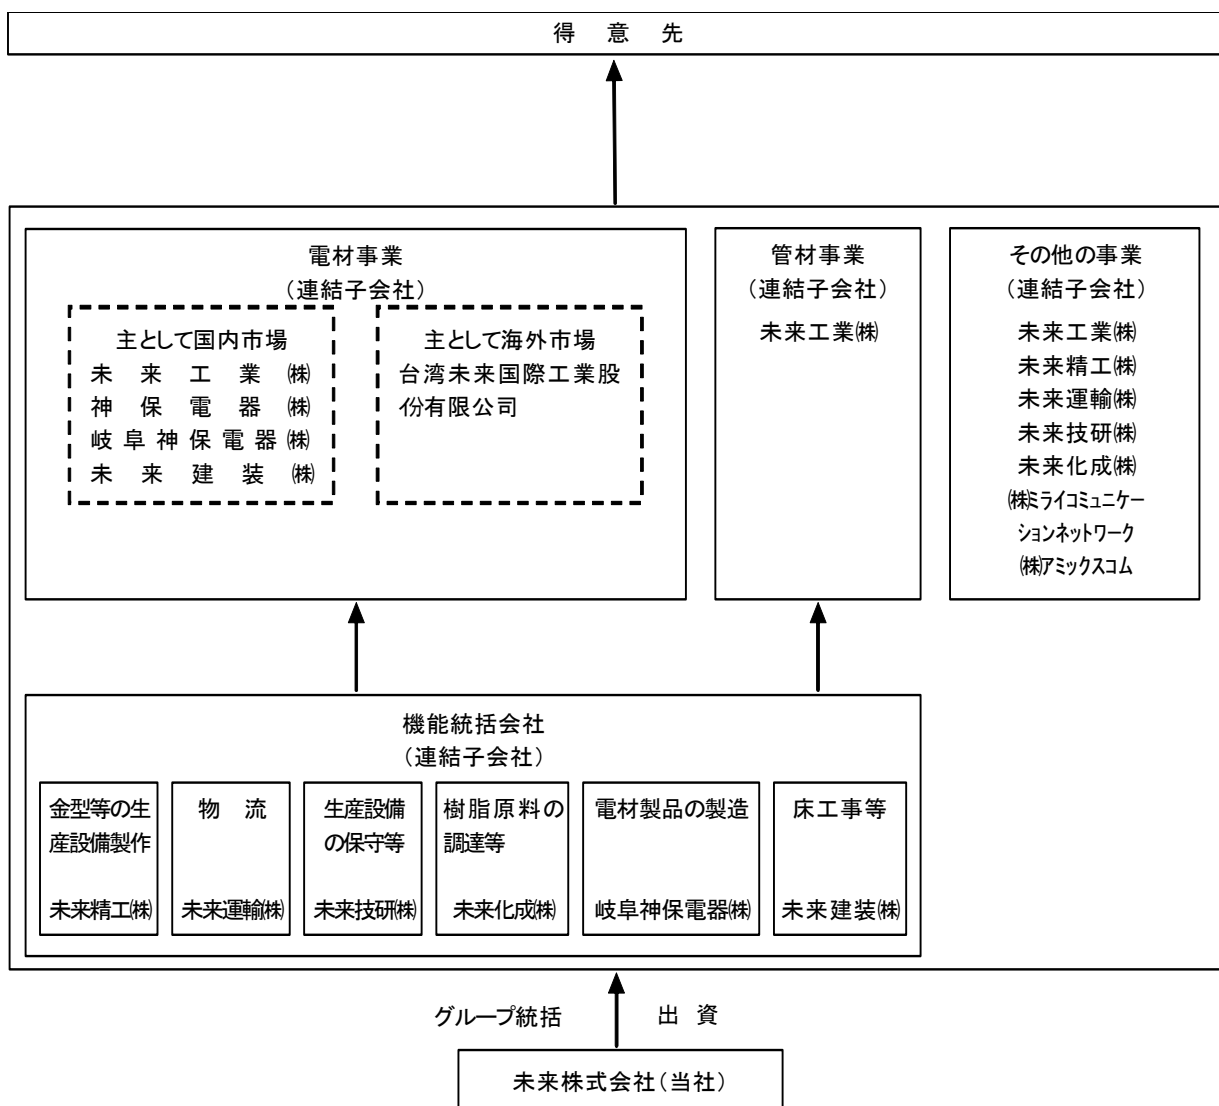 得意先
電材事業
(連結子会社)
主として国内市場
未来工業㈱
神保電器㈱
岐阜神保電器㈱
未来建装㈱
主として海外市場
台湾未来国際工業股
份有限公司
管材事業
(連結子会社)
未来工業㈱
その他の事業
(連結子会社)
未来工業㈱
未来精工㈱
未来運輸㈱
未来技研㈱
未来化成㈱
㈱ミライコミュニケー
ションネットワーク
㈱アミックスコム
機能統括会社
(連結子会社)
金型等の生
産設備製作
未来精工㈱
物流
未来運輸㈱
生産設備
の保守等
未来技研㈱
樹脂原料の
調達等
未来化成㈱
電材製品の製造
岐阜神保電器㈱
床工事等
未来建装㈱
グループ統括 出資
未来株式会社(当社)